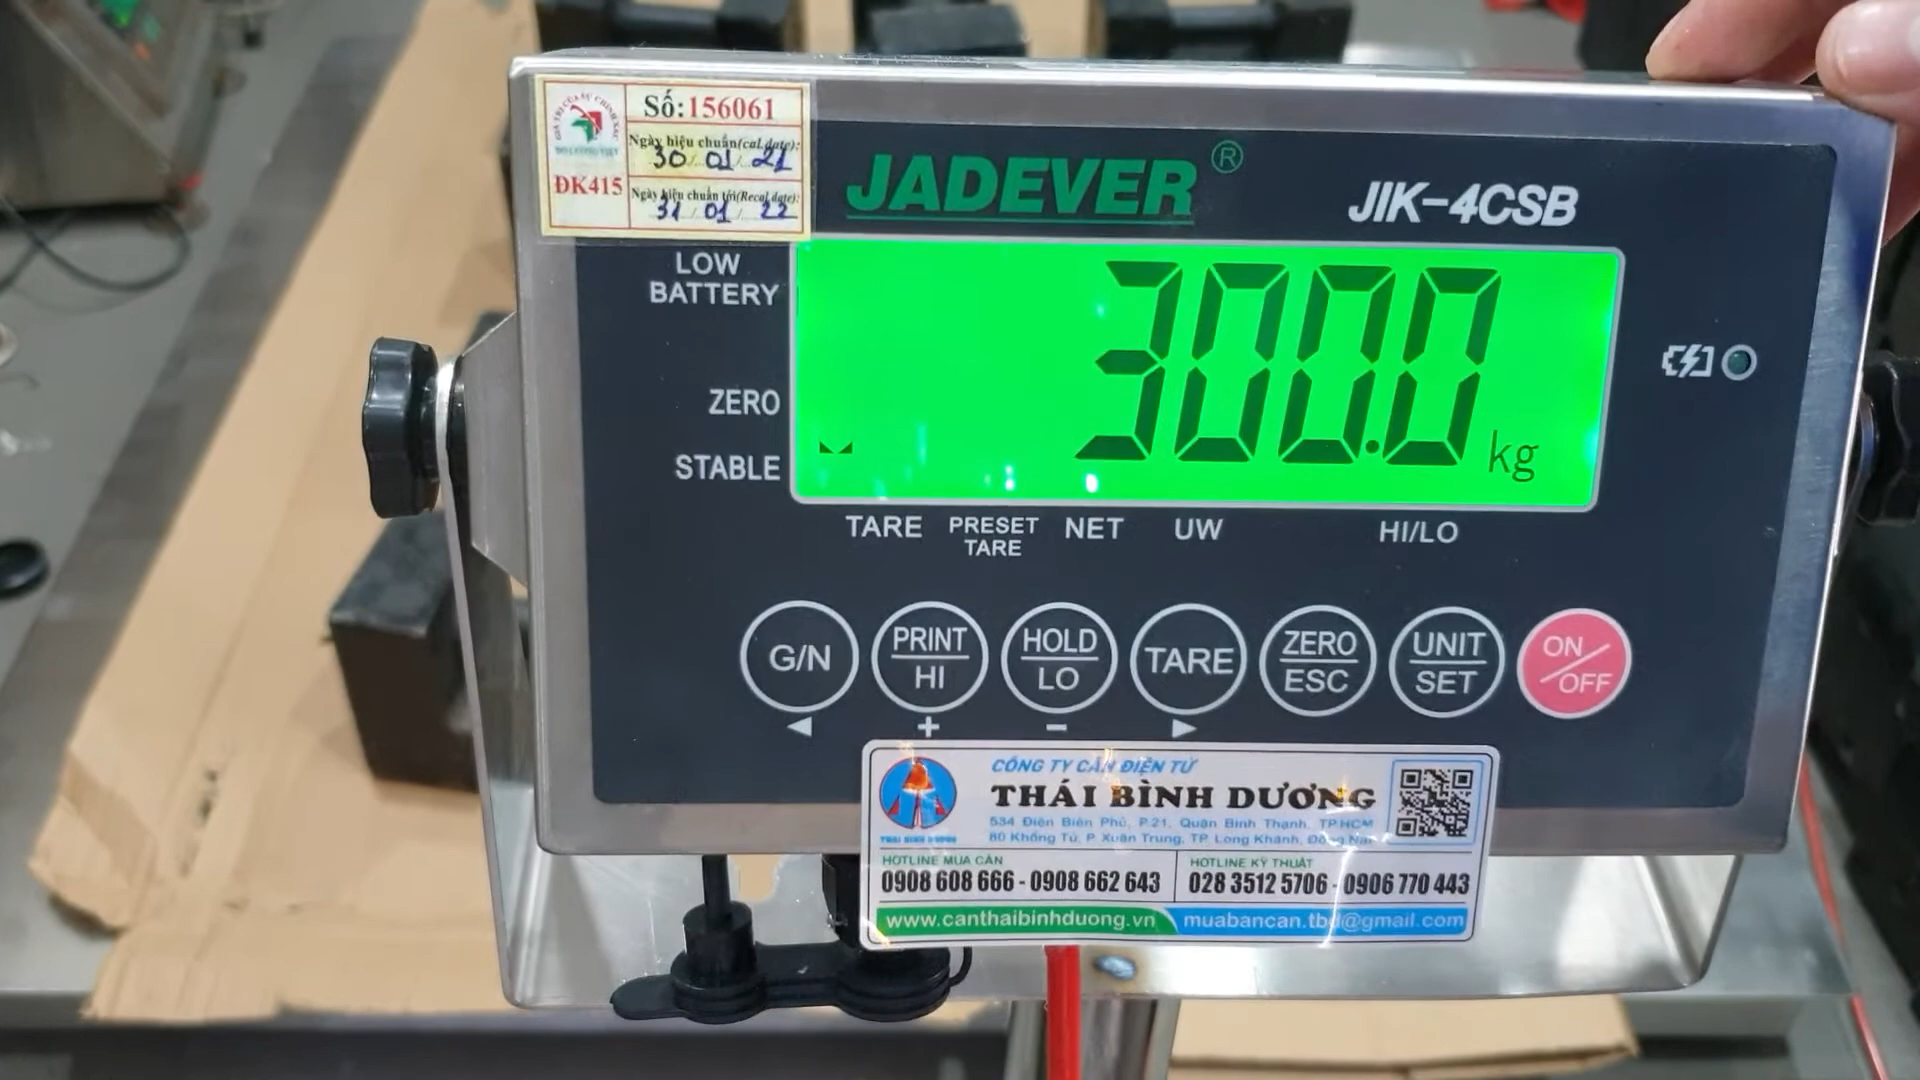 Số:156061
Ngày hiệu chuẩn(cal.date):
30/01/21
ĐK415
Ngày hiệu chuẩn tới(Recal.date):
31/01/22
JADEVER®
JIK-4CSB
LOW
BATTERY
ZERO
STABLE
300.0 kg
TARE
PRESET
TARE
NET
UW
HI/LO
G/N
PRINT
HI
HOLD
LO
TARE
ZERO
ESC
UNIT
SET
ON
OFF
+
−
CÔNG TY CÂN ĐIỆN TỬ
THÁI BÌNH DƯƠNG
THAI BINH DUONG
534 Điện Biên Phủ, P.21, Quận Bình Thạnh, TP.HCM
80 Khổng Tử, P. Xuân Trung, TP Long Khánh, Đồng Nai
HOTLINE MUA CÂN
0908 608 666 - 0908 662 643
HOTLINE KỸ THUẬT
028 3512 5706 - 0906 770 443
www.canthaibinhduong.vn
muabancan.tbd@gmail.com